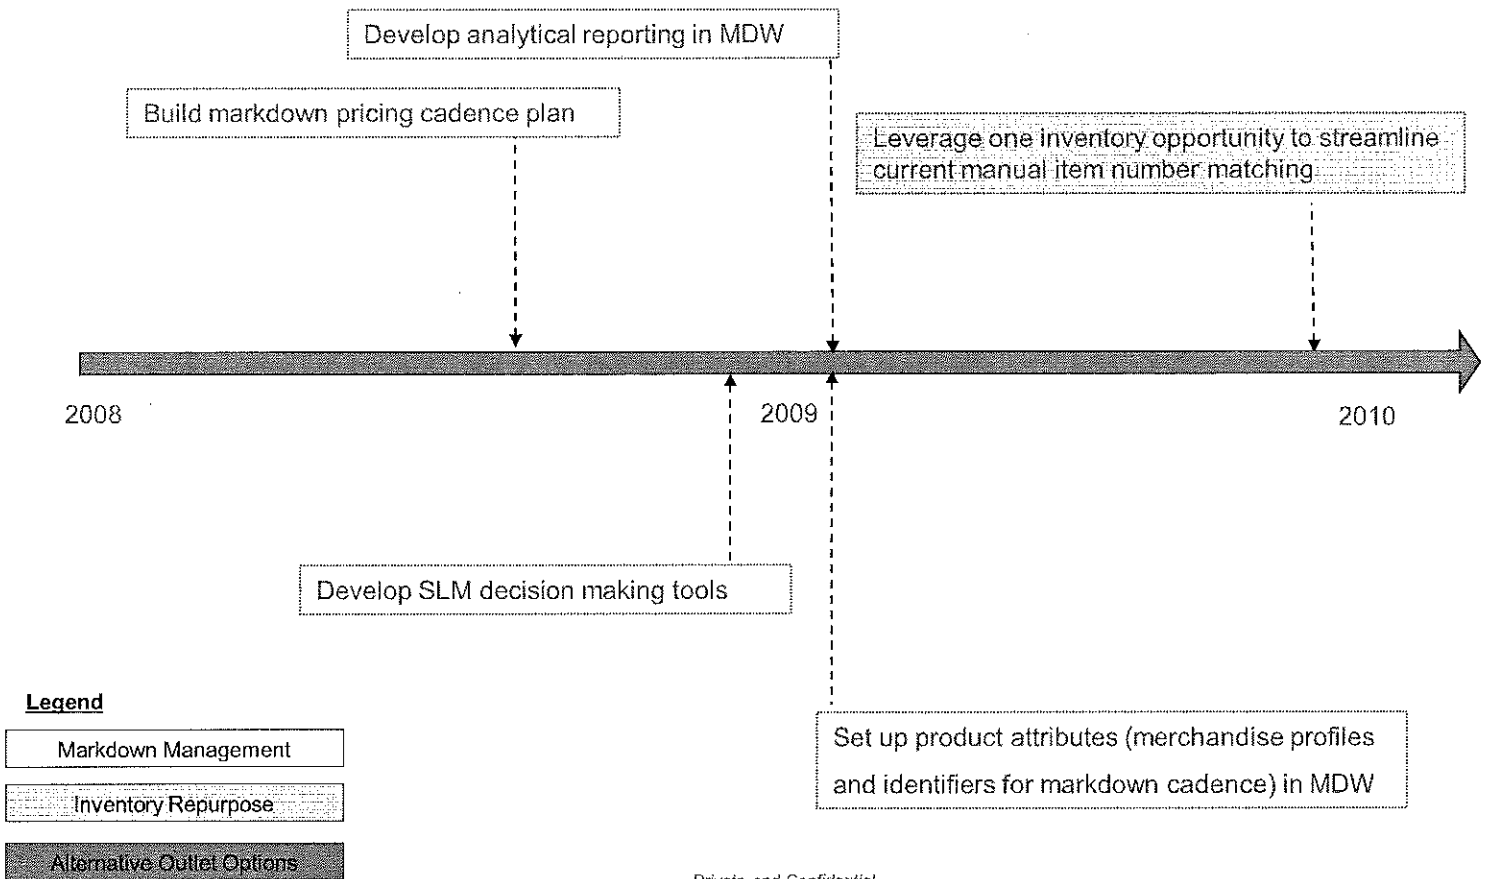 Develop analytical reporting in MDW
Build markdown pricing cadence plan
Leverage one inventory opportunity to streamline
current manual item number matching
2008
2009
2010
Develop SLM decision making tools
Set up product attributes (merchandise profiles
and identifiers for markdown cadence) in MDW
Legend
Markdown Management
Inventory Repurpose
Alternative Outlet Options
Private and Confidential